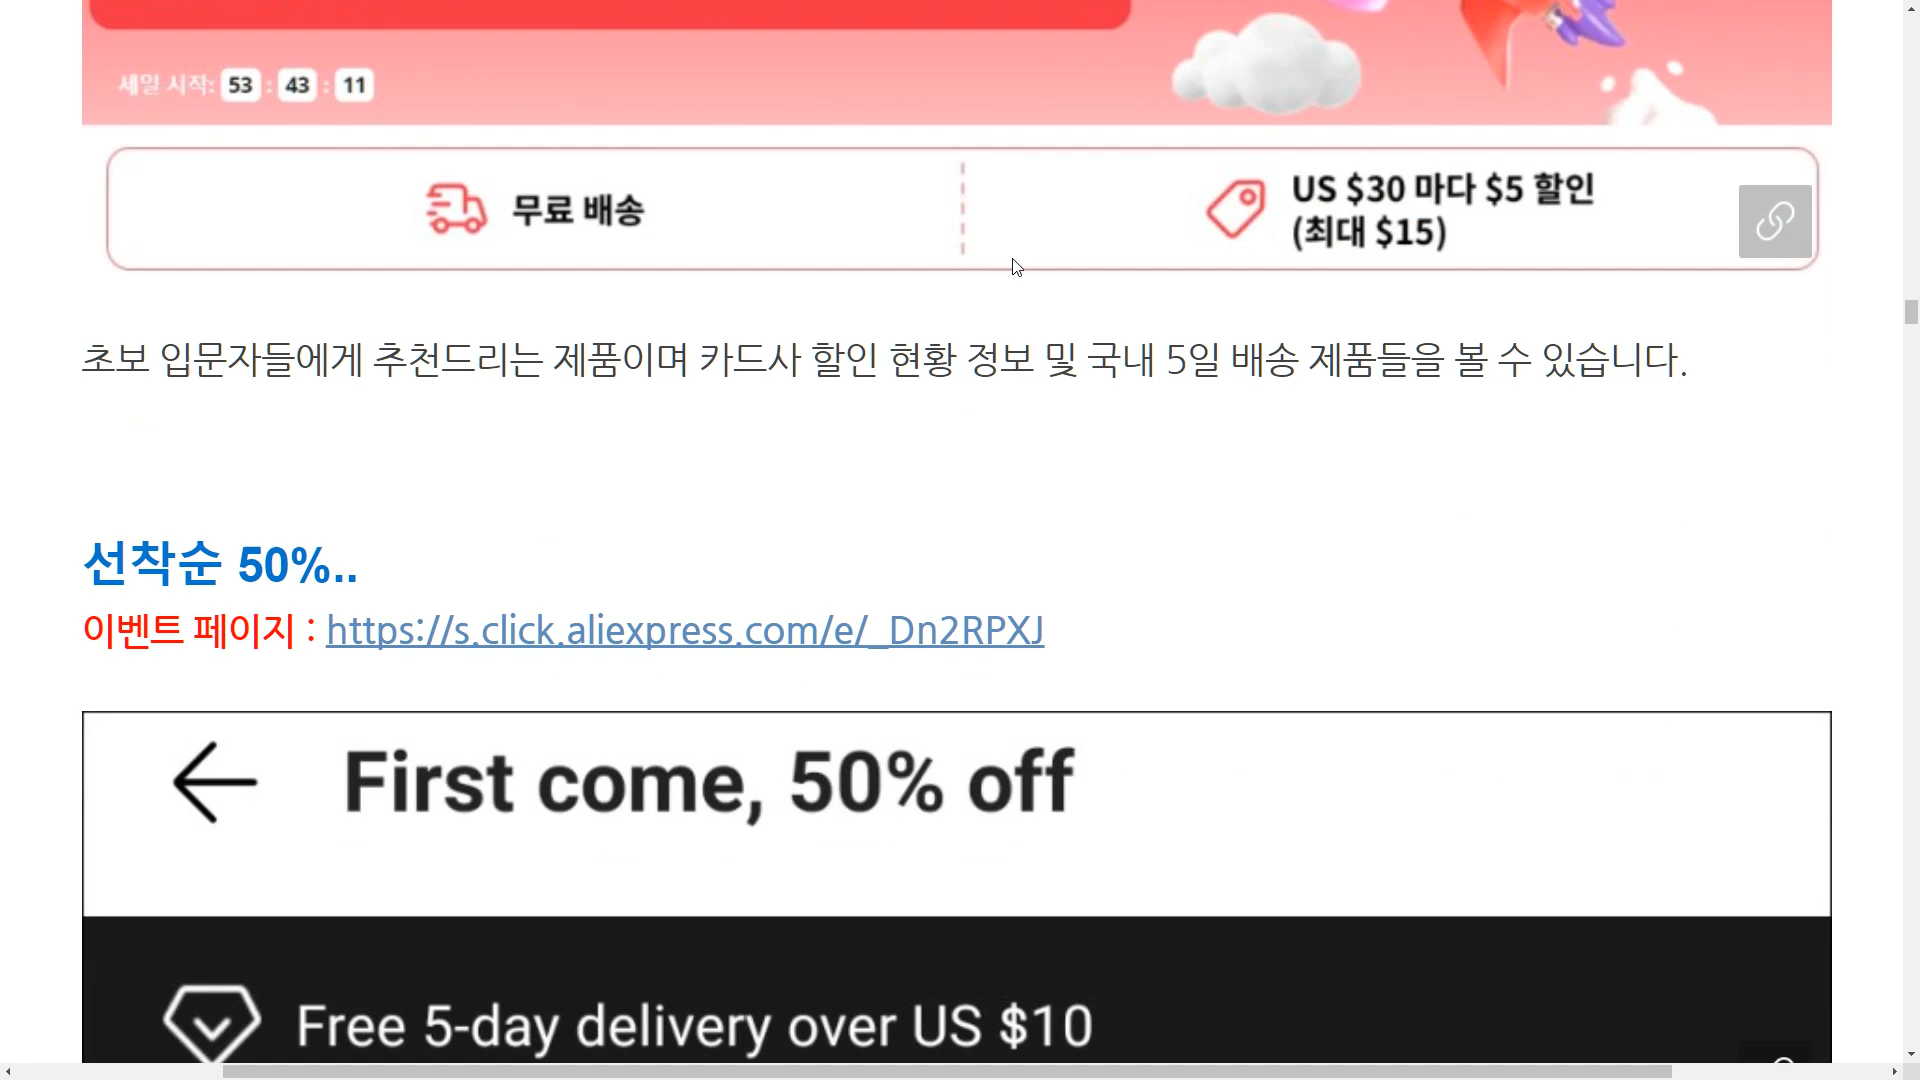 세일 시작: 53 : 43 : 11
무료 배송
US $30 마다 $5 할인
(최대 $15)
초보 입문자들에게 추천드리는 제품이며 카드사 할인 현황 정보 및 국내 5일 배송 제품들을 볼 수 있습니다.
선착순 50%..
이벤트 페이지 : https://s.click.aliexpress.com/e/_Dn2RPXJ
First come, 50% off
Free 5-day delivery over US $10